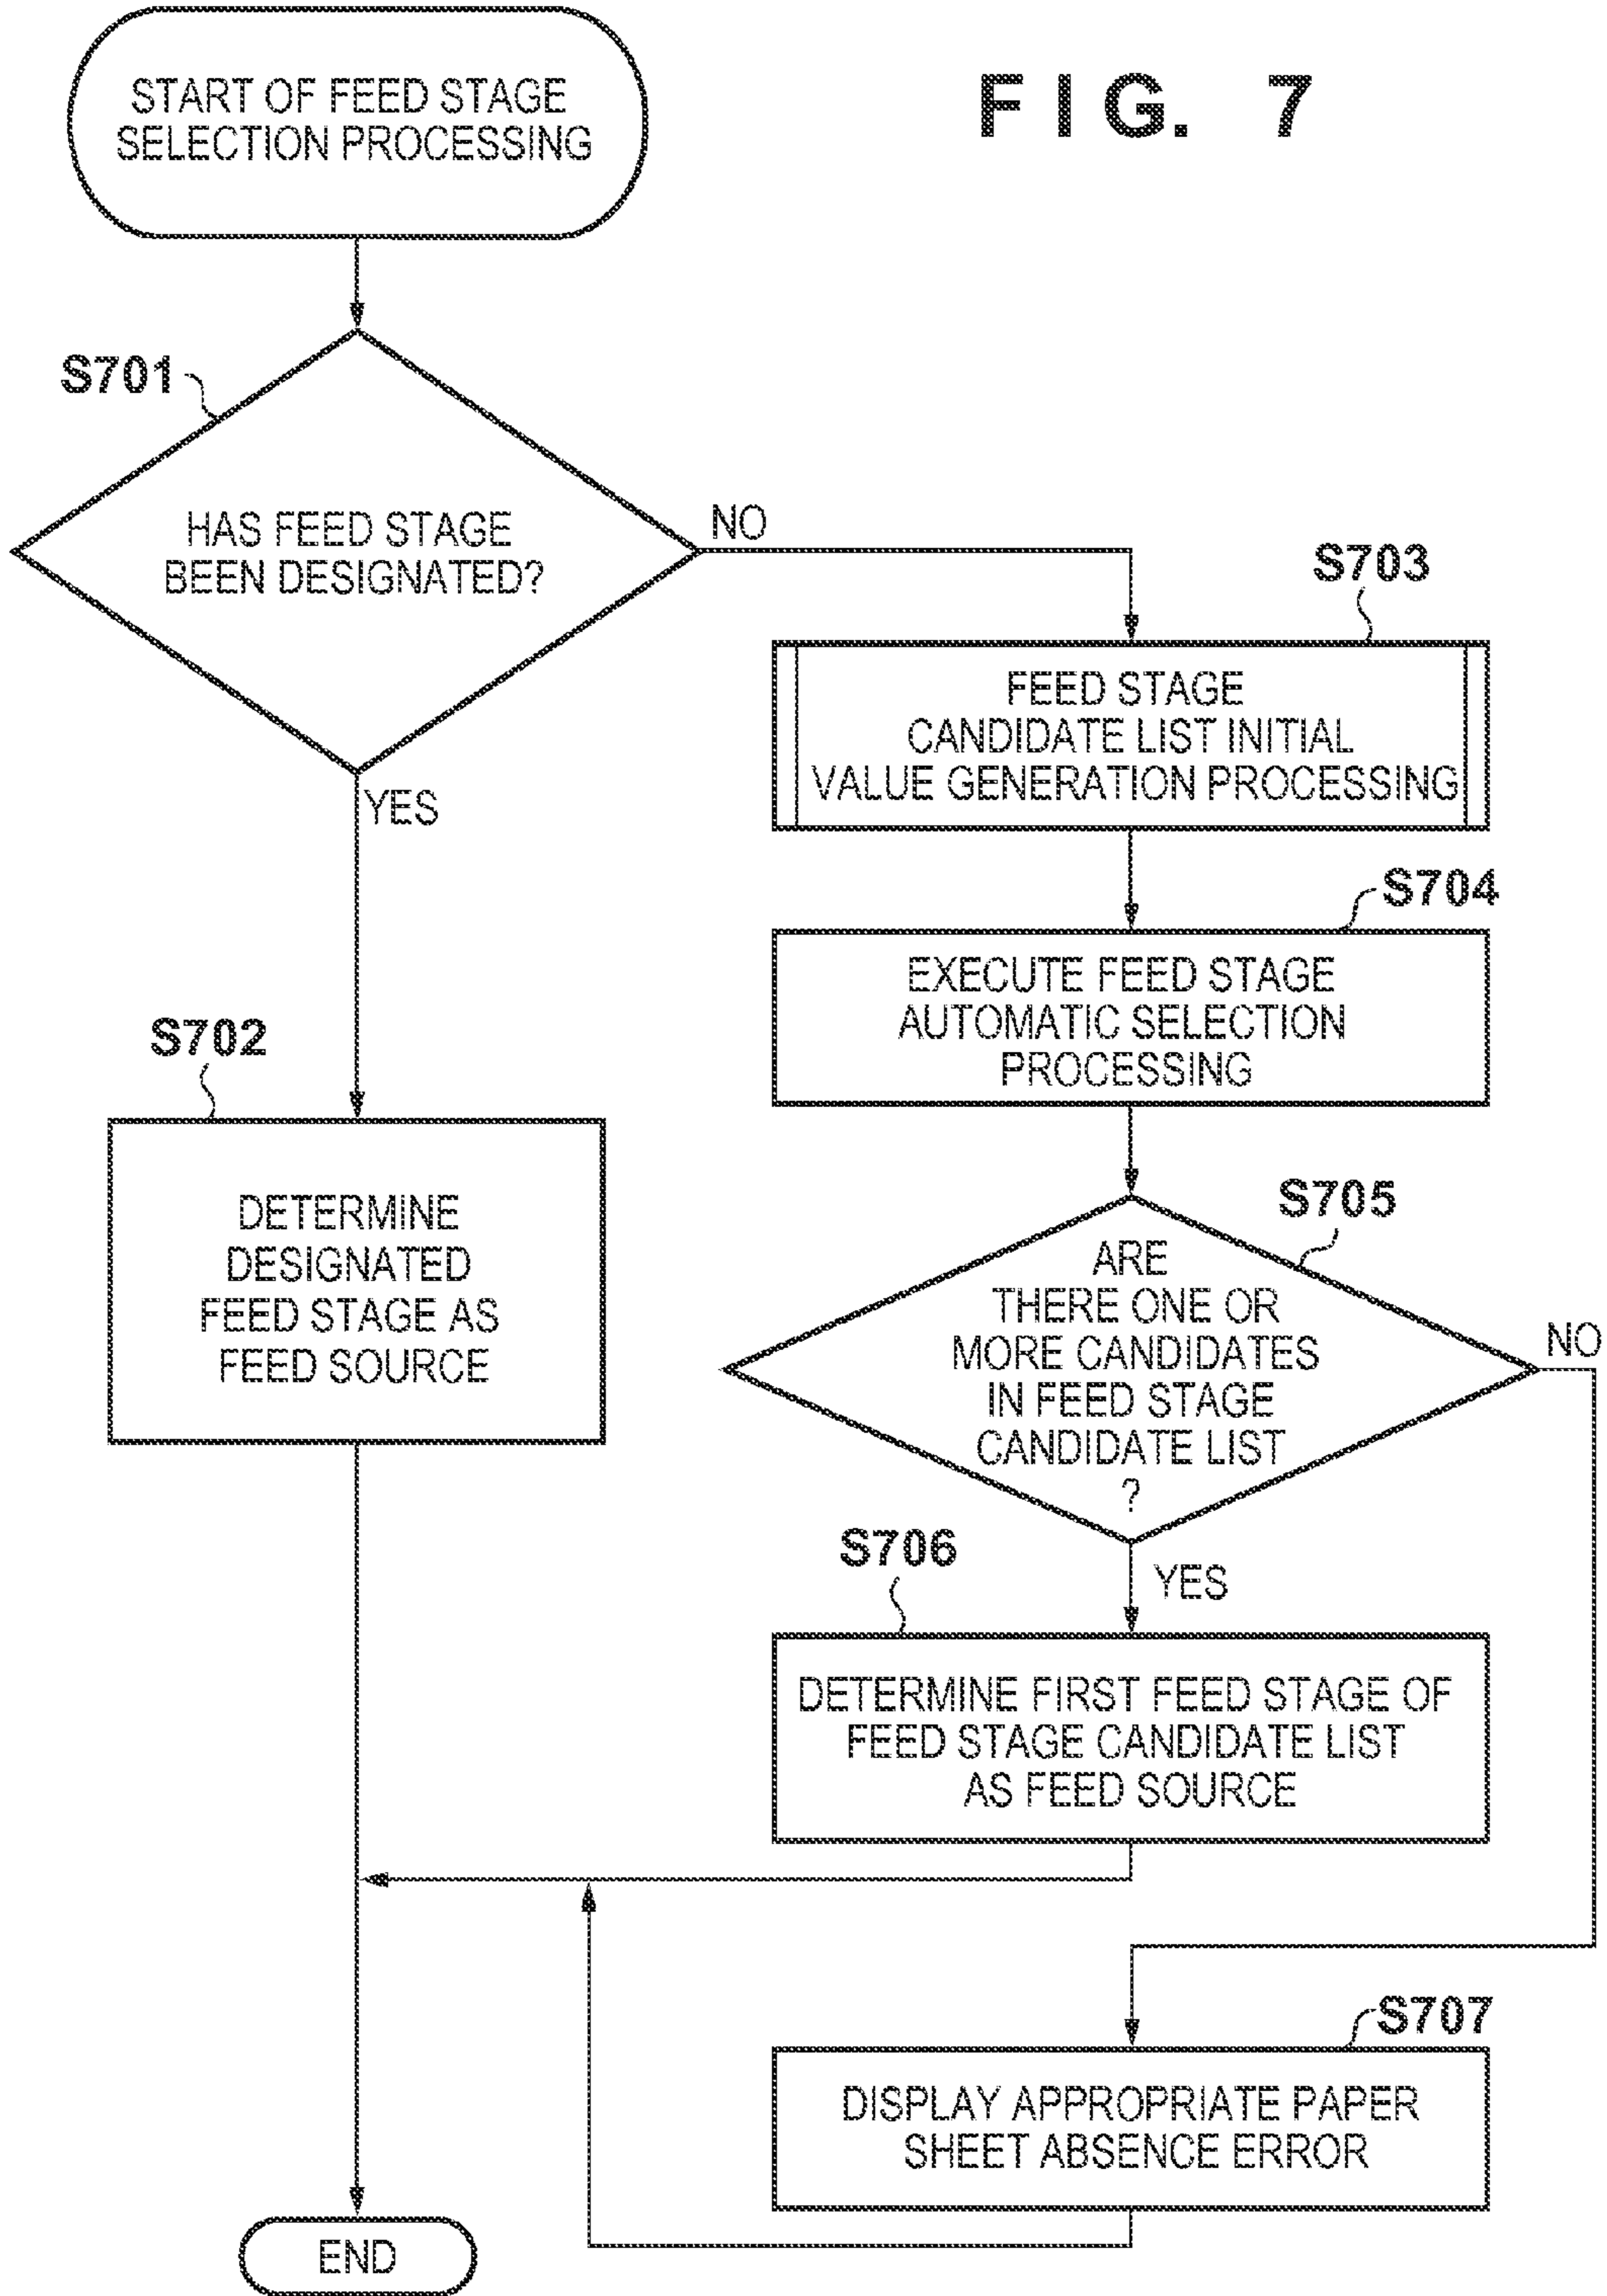 FIG. 7
START OF FEED STAGE
SELECTION PROCESSING
S701
HAS FEED STAGE
BEEN DESIGNATED?
NO
YES
S702
DETERMINE
DESIGNATED
FEED STAGE AS
FEED SOURCE
S703
FEED STAGE
CANDIDATE LIST INITIAL
VALUE GENERATION PROCESSING
S704
EXECUTE FEED STAGE
AUTOMATIC SELECTION
PROCESSING
S705
ARE
THERE ONE OR
MORE CANDIDATES
IN FEED STAGE
CANDIDATE LIST
?
NO
YES
S706
DETERMINE FIRST FEED STAGE OF
FEED STAGE CANDIDATE LIST
AS FEED SOURCE
S707
DISPLAY APPROPRIATE PAPER
SHEET ABSENCE ERROR
END